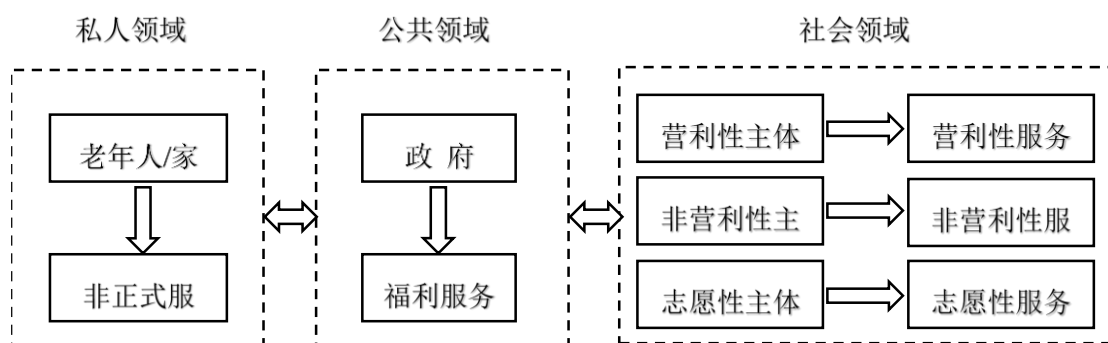 私人领域
公共领域
社会领域
老年人/家
非正式服
政 府
福利服务
营利性主体
营利性服务
非营利性主
非营利性服
志愿性主体
志愿性服务